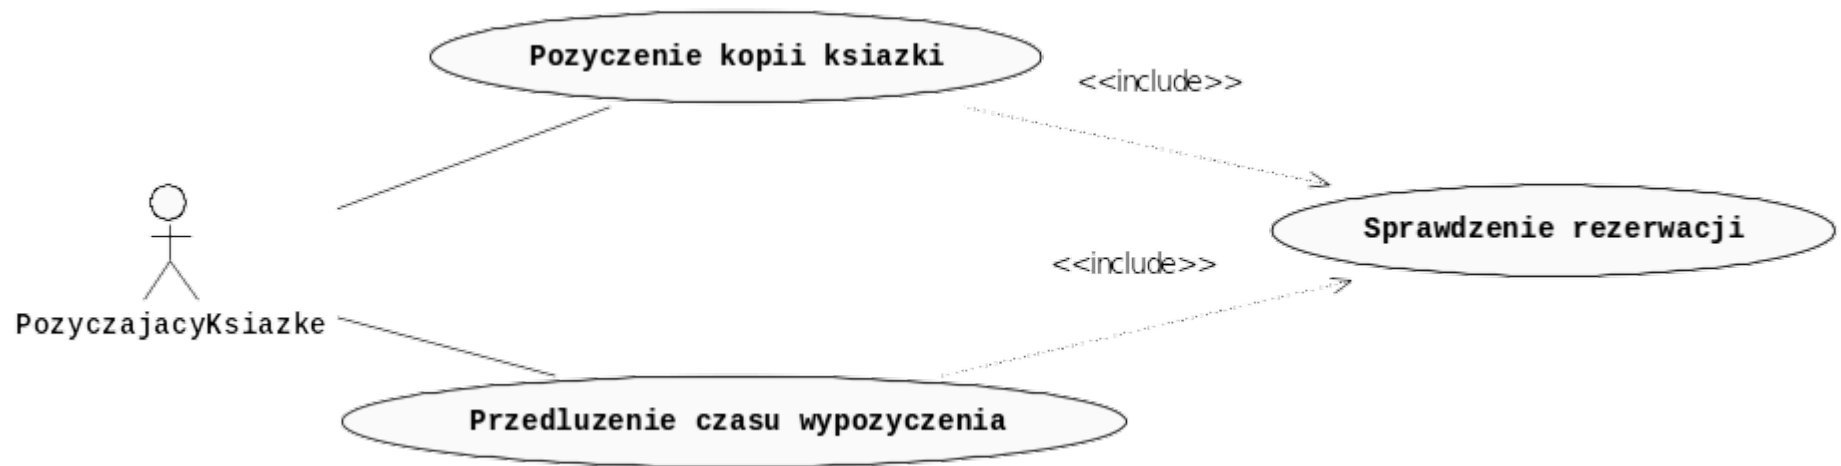 Pozyczenie kopii ksiazki
<<include>>
Sprawdzenie rezerwacji
<<include>>
PozyczajacyKsiazke
Przedluzenie czasu wypozyczenia